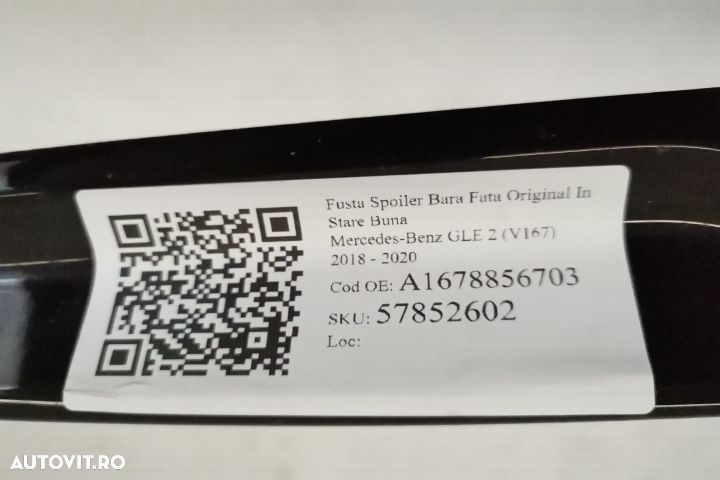 Fusta Spoiler Bara Fata Original In
Stare Buna
Mercedes-Benz GLE 2 (V167)
2018 - 2020
Cod OE: A1678856703
SKU: 57852602
Loc:
AUTOVIT.RO